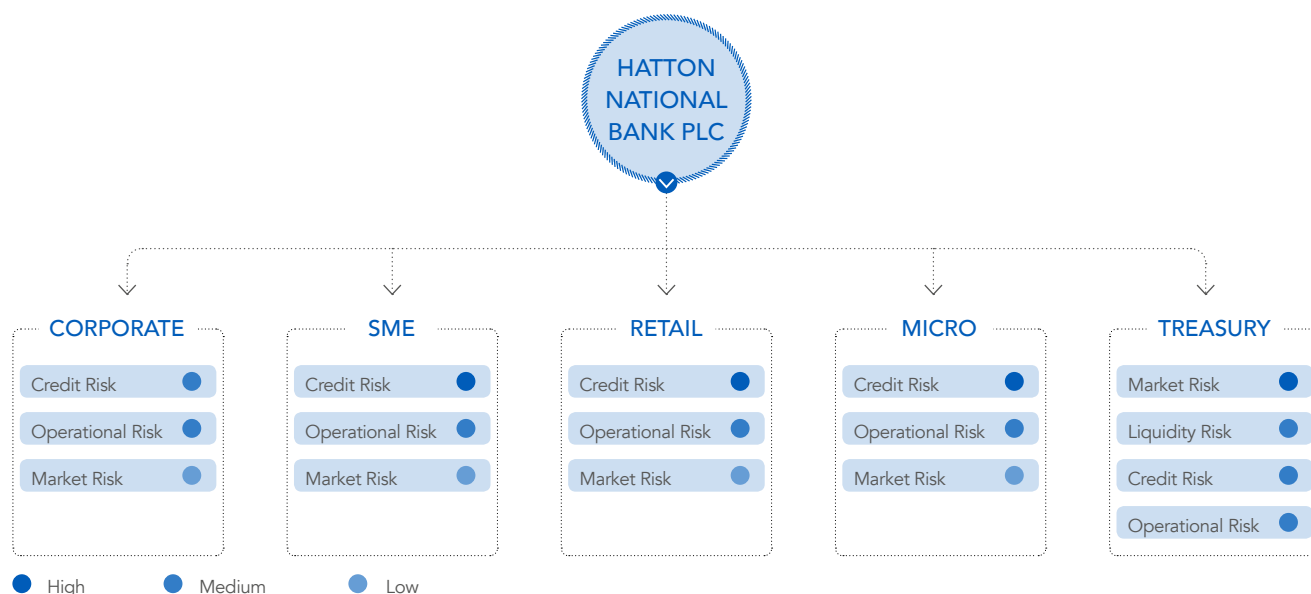 HATTON
NATIONAL
BANK PLC
CORPORATE
Credit Risk
Operational Risk
Market Risk
SME
Credit Risk
Operational Risk
Market Risk
RETAIL
Credit Risk
Operational Risk
Market Risk
MICRO
Credit Risk
Operational Risk
Market Risk
TREASURY
Market Risk
Liquidity Risk
Credit Risk
Operational Risk
High
Medium
Low